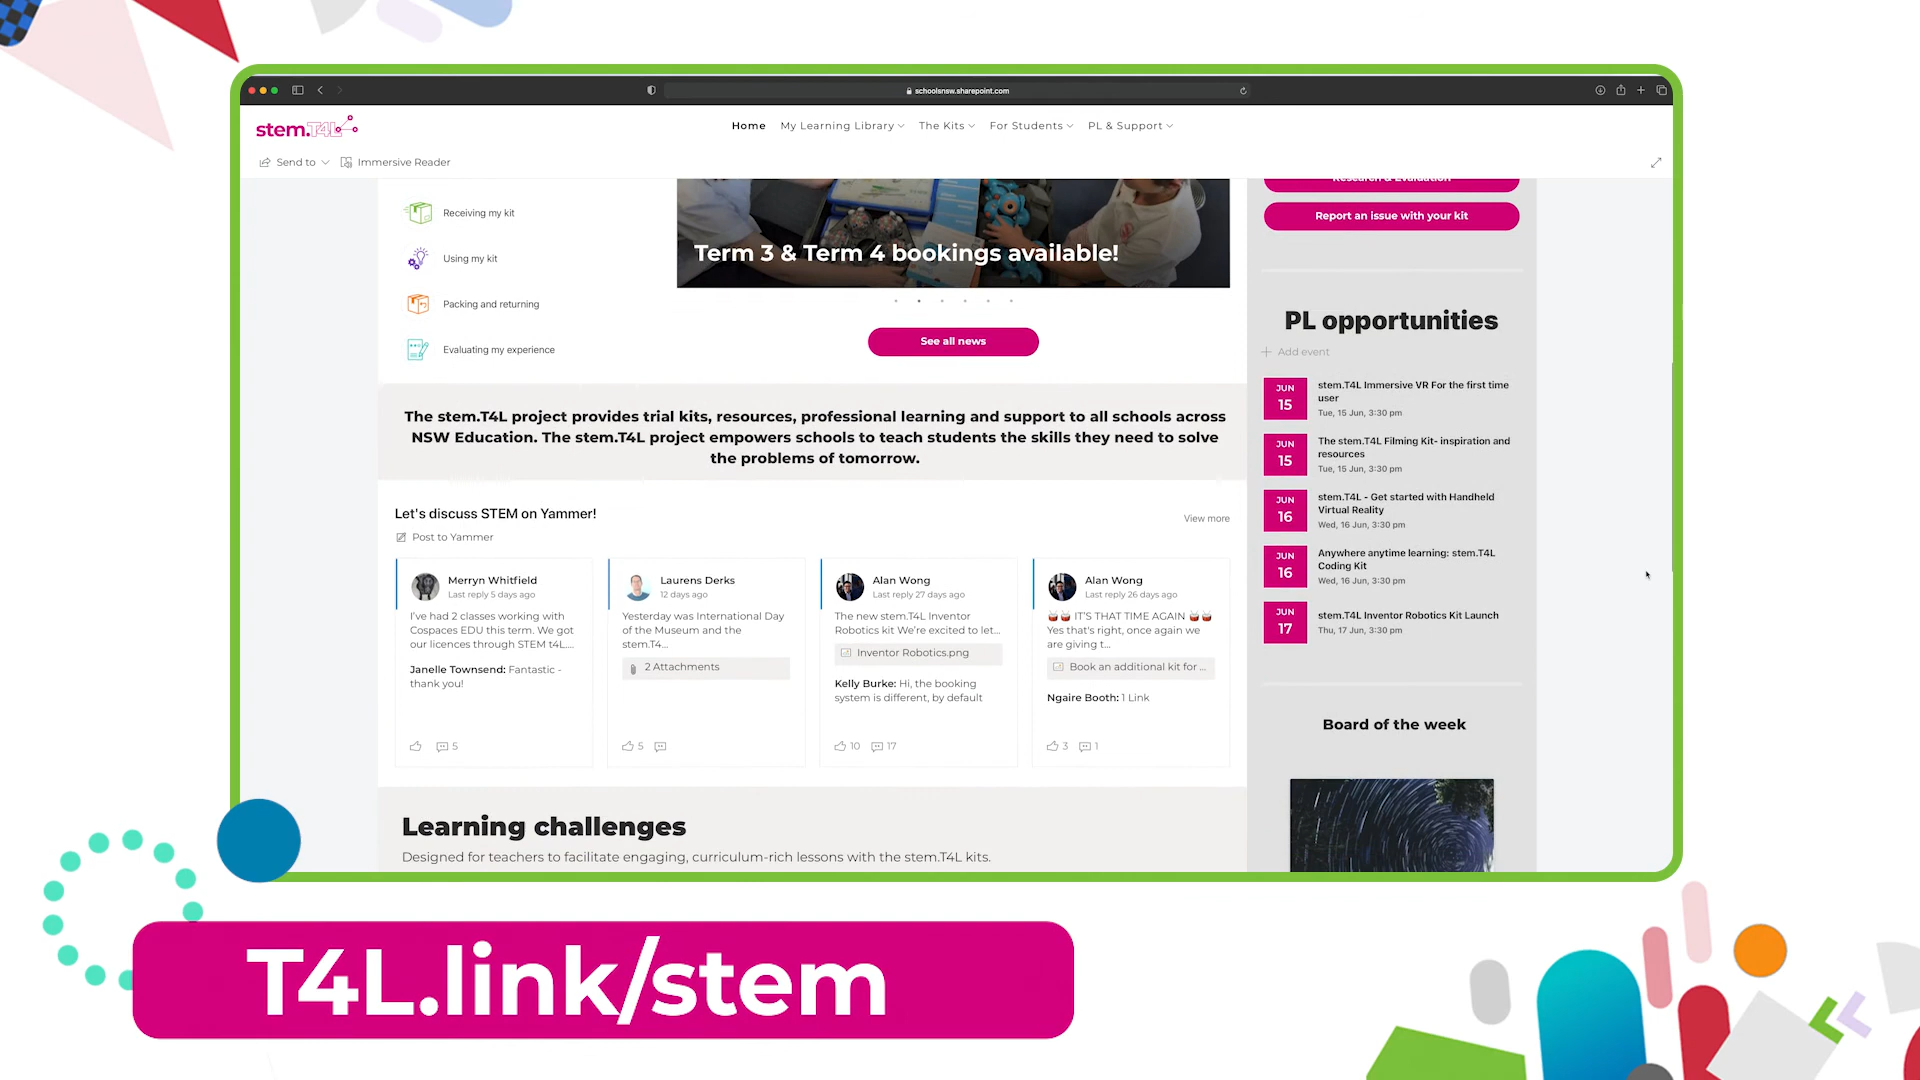 schoolsnsw.sharepoint.com
stem.T4L
Home My Learning Library The Kits For Students PL & Support
Send to Immersive Reader
Receiving my kit
Using my kit
Packing and returning
Evaluating my experience
Term 3 & Term 4 bookings available!
See all news
The stem.T4L project provides trial kits, resources, professional learning and support to all schools across
NSW Education. The stem.T4L project empowers schools to teach students the skills they need to solve
the problems of tomorrow.
Let's discuss STEM on Yammer!
View more
Post to Yammer
Merryn Whitfield
Last reply 5 days ago
I've had 2 classes working with
Cospaces EDU this term. We got
our licences through STEM t4L....
Janelle Townsend: Fantastic -
thank you!
5
Laurens Derks
12 days ago
Yesterday was International Day
of the Museum and the
stem.T4...
2 Attachments
5
Alan Wong
Last reply 27 days ago
The new stem.T4L Inventor
Robotics kit We're excited to let...
Inventor Robotics.png
Kelly Burke: Hi, the booking
system is different, by default
10 17
Alan Wong
Last reply 26 days ago
🥁🥁 IT'S THAT TIME AGAIN 🥁🥁
Yes that's right, once again we
are giving t...
Book an additional kit for ...
Ngaire Booth: 1 Link
3 1
Learning challenges
Designed for teachers to facilitate engaging, curriculum-rich lessons with the stem.T4L kits.
Research & Evaluation
Report an issue with your kit
PL opportunities
Add event
JUN
15
stem.T4L Immersive VR For the first time
user
Tue, 15 Jun, 3:30 pm
JUN
15
The stem.T4L Filming Kit- inspiration and
resources
Tue, 15 Jun, 3:30 pm
JUN
16
stem.T4L - Get started with Handheld
Virtual Reality
Wed, 16 Jun, 3:30 pm
JUN
16
Anywhere anytime learning: stem.T4L
Coding Kit
Wed, 16 Jun, 3:30 pm
JUN
17
stem.T4L Inventor Robotics Kit Launch
Thu, 17 Jun, 3:30 pm
Board of the week
T4L.link/stem